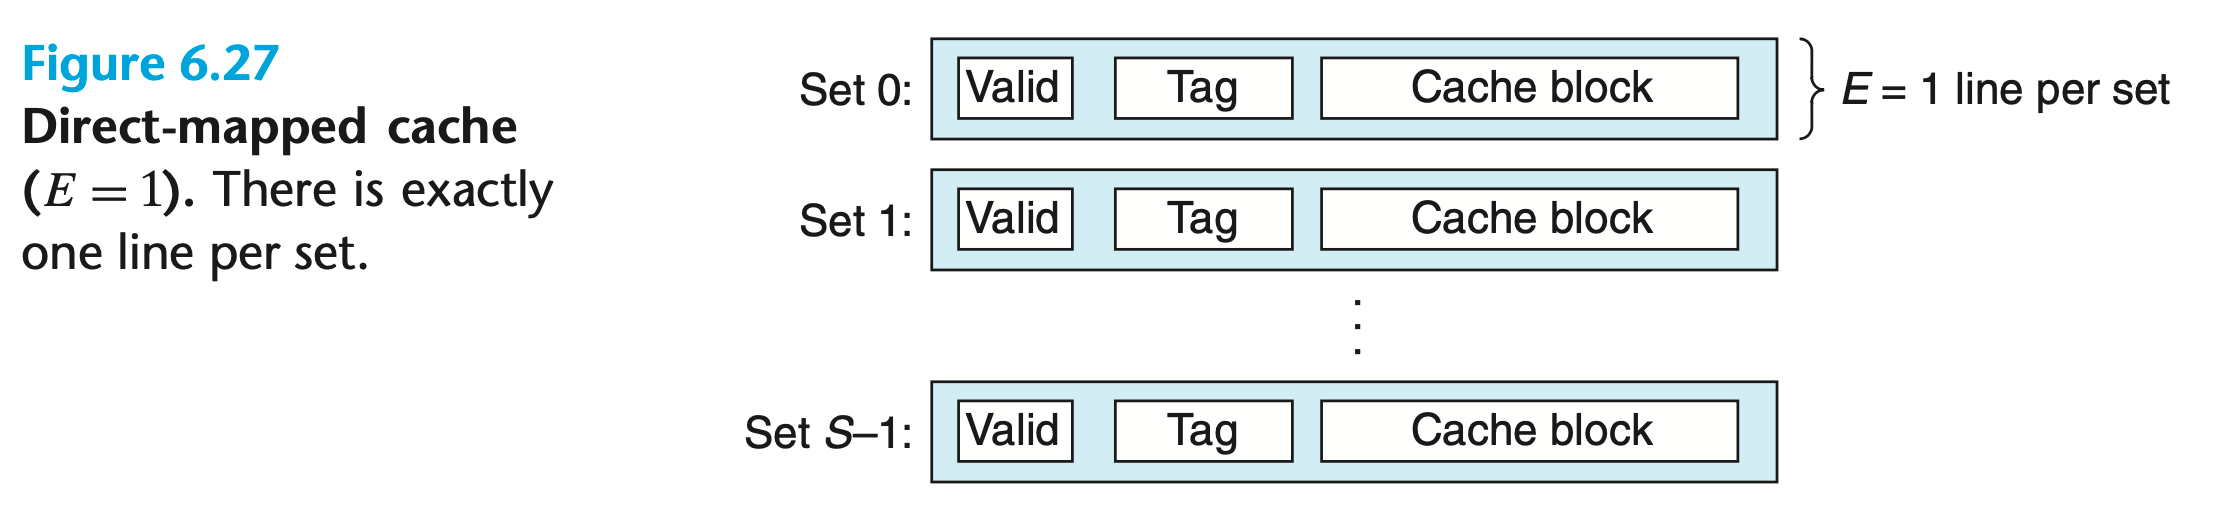 Figure 6.27
Direct-mapped cache
(E = 1). There is exactly
one line per set.
Set 0: Valid Tag Cache block E = 1 line per set
Set 1: Valid Tag Cache block
⋮
Set S–1: Valid Tag Cache block